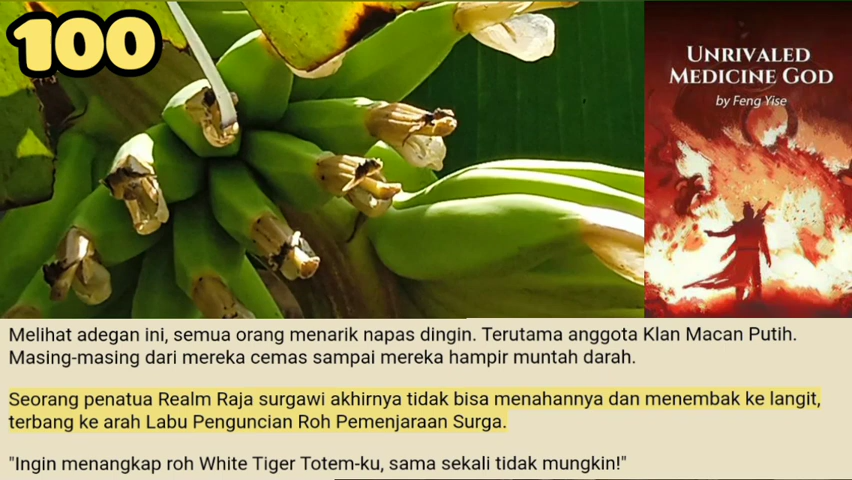 100
UNRIVALED
MEDICINE GOD
by Feng Yise
Melihat adegan ini, semua orang menarik napas dingin. Terutama anggota Klan Macan Putih.
Masing-masing dari mereka cemas sampai mereka hampir muntah darah.
Seorang penatua Realm Raja surgawi akhirnya tidak bisa menahannya dan menembak ke langit,
terbang ke arah Labu Penguncian Roh Pemenjaraan Surga.
"Ingin menangkap roh White Tiger Totem-ku, sama sekali tidak mungkin!"